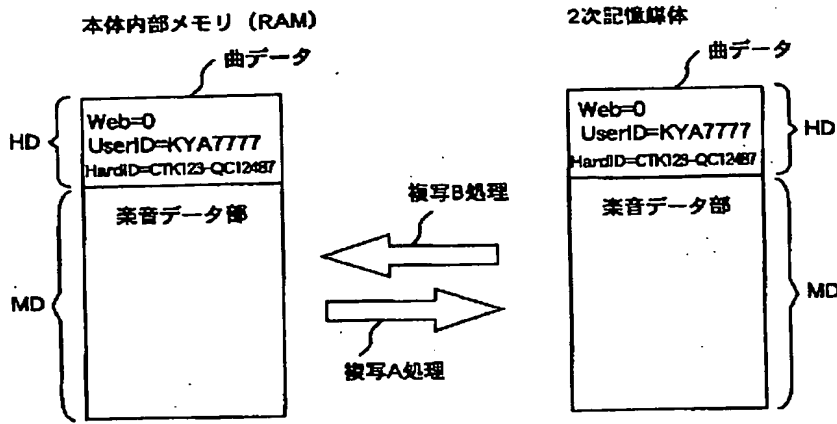 本体内部メモリ (RAM)
曲データ
HD
Web=0
UserID=KYA7777
HardID=CTK123-QC12487
楽音データ部
MD
複写B処理
複写A処理
2次記憶媒体
曲データ
Web=0
UserID=KYA7777
HardID=CTK123-QC12487
HD
楽音データ部
MD